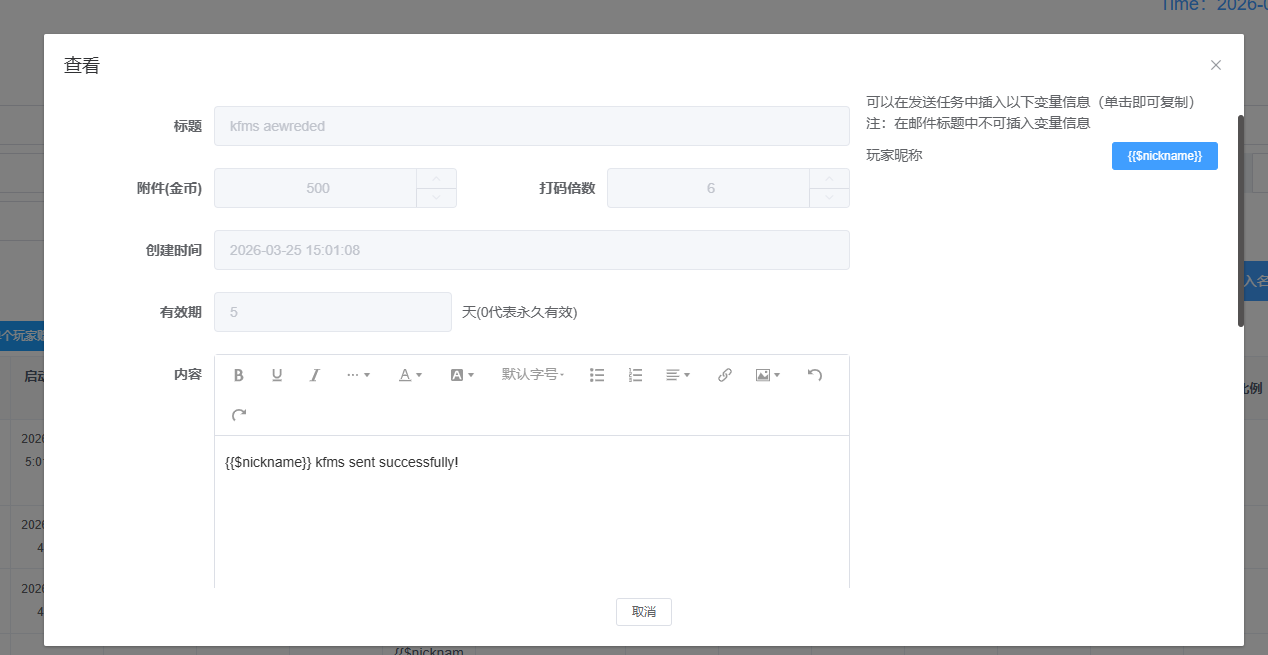 Time：2026-0
查看
可以在发送任务中插入以下变量信息（单击即可复制）
注：在邮件标题中不可插入变量信息
标题 kfms aewreded
玩家昵称 {{$nickname}}
附件(金币) 500 打码倍数 6
创建时间 2026-03-25 15:01:08
有效期 5 天(0代表永久有效)
入名
个玩家账
内容 B U I ··· A A 默认字号
启动
比例
{{$nickname}} kfms sent successfully!
2026
5:01
2026
4
2026
4
取消
{{$nicknam